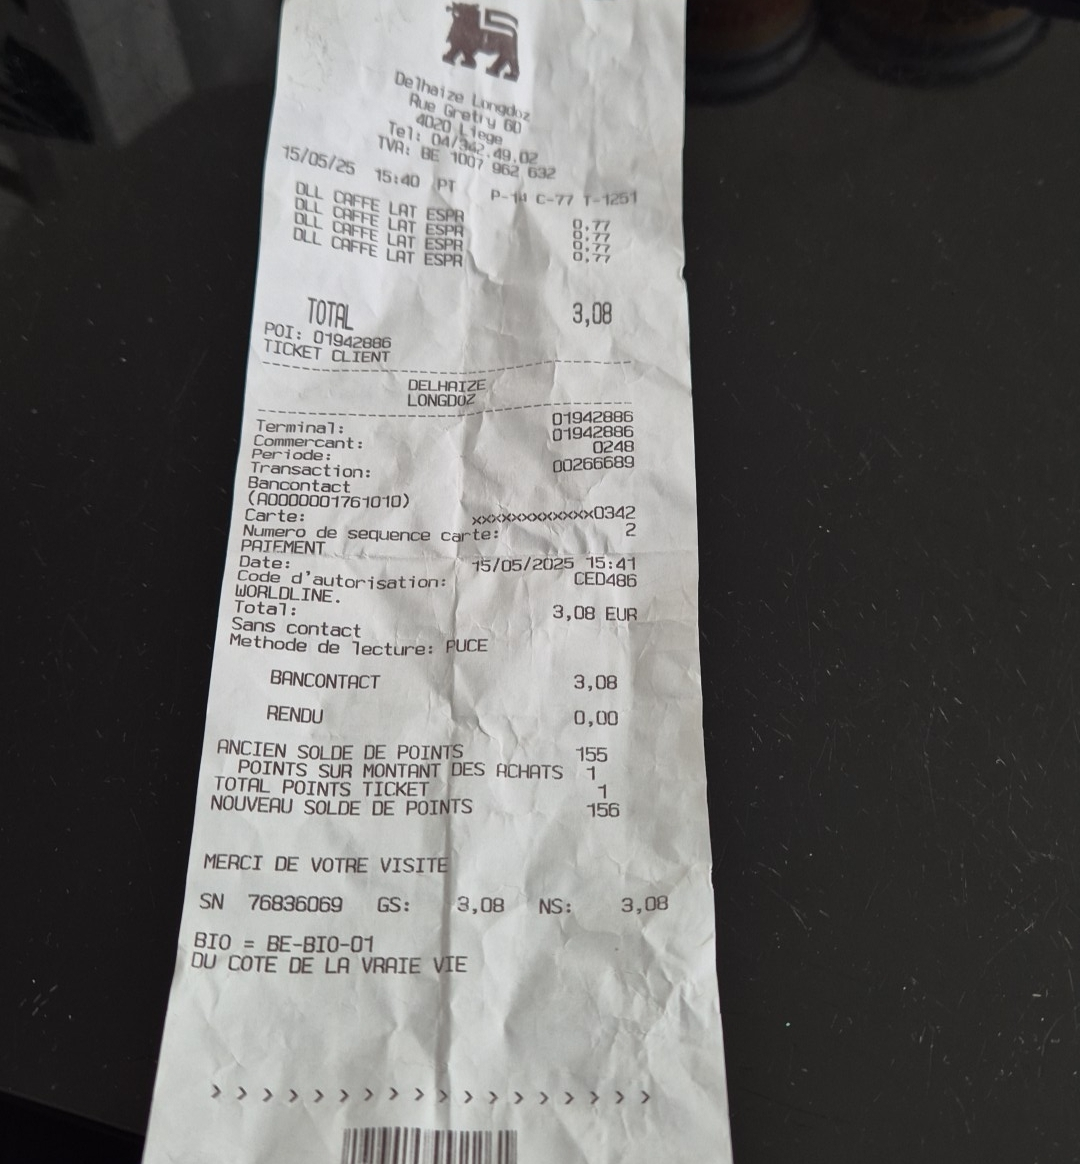 Delhaize Longdoz
Rue Gretry 60
4020 Liege
Tel: 04/342.49.02
TVA: BE 1007 962 632
15/05/25 15:40 PT P-14 C-77 T-1251
DLL CAFFE LAT ESPR 0,77
DLL CAFFE LAT ESPR 0,77
DLL CAFFE LAT ESPR 0,77
DLL CAFFE LAT ESPR 0,77
TOTAL 3,08
POI: 01942886
TICKET CLIENT
DELHAIZE
LONGDOZ
Terminal: 01942886
Commercant: 01942886
Periode: 0248
Transaction: 00266689
Bancontact
(A0000001761010)
Carte: xxxxxxxxxxxxx0342
Numero de sequence carte: 2
PAIEMENT
Date: 15/05/2025 15:41
Code d'autorisation: CED486
WORLDLINE.
Total: 3,08 EUR
Sans contact
Methode de lecture: PUCE
BANCONTACT 3,08
RENDU 0,00
ANCIEN SOLDE DE POINTS 155
POINTS SUR MONTANT DES ACHATS 1
TOTAL POINTS TICKET 1
NOUVEAU SOLDE DE POINTS 156
MERCI DE VOTRE VISITE
SN 76836069 GS: 3,08 NS: 3,08
BIO = BE-BIO-01
DU COTE DE LA VRAIE VIE
> > > > > > > > > > > > > > > > > >